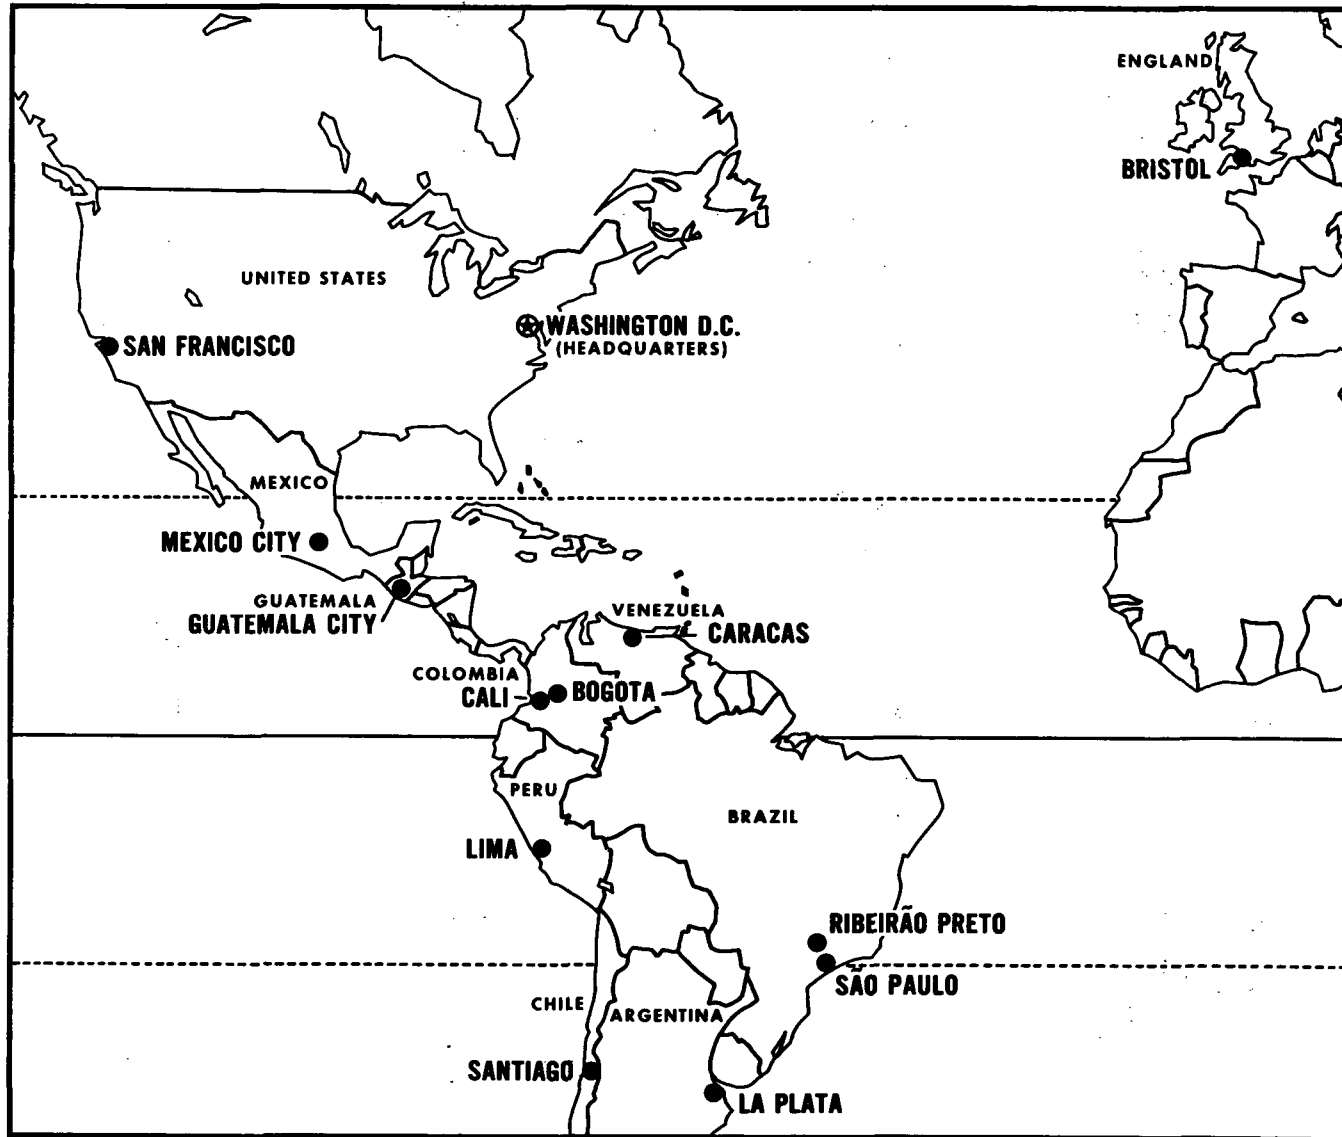 ENGLAND
BRISTOL
UNITED STATES
WASHINGTON D.C.
(HEADQUARTERS)
SAN FRANCISCO
MEXICO
MEXICO CITY
GUATEMALA
GUATEMALA CITY
VENEZUELA
CARACAS
COLOMBIA
CALI
BOGOTA
PERU
BRAZIL
LIMA
RIBEIRÃO PRETO
SÃO PAULO
CHILE
ARGENTINA
SANTIAGO
LA PLATA